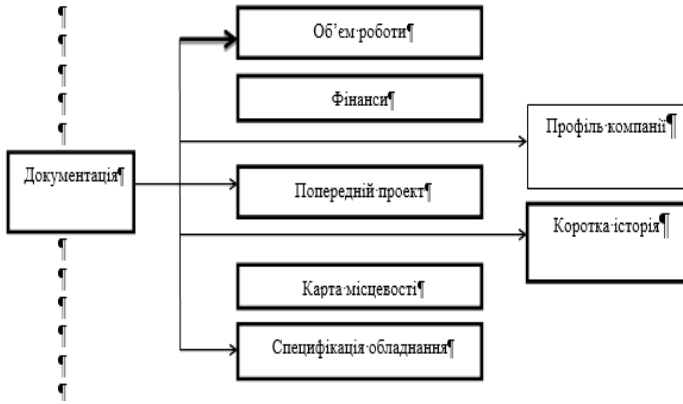 Об’єм роботи¶
Фінанси¶
Профіль компанії¶
Документація¶
Попередній проект¶
Коротка історія¶
Карта місцевості¶
Специфікація обладнання¶